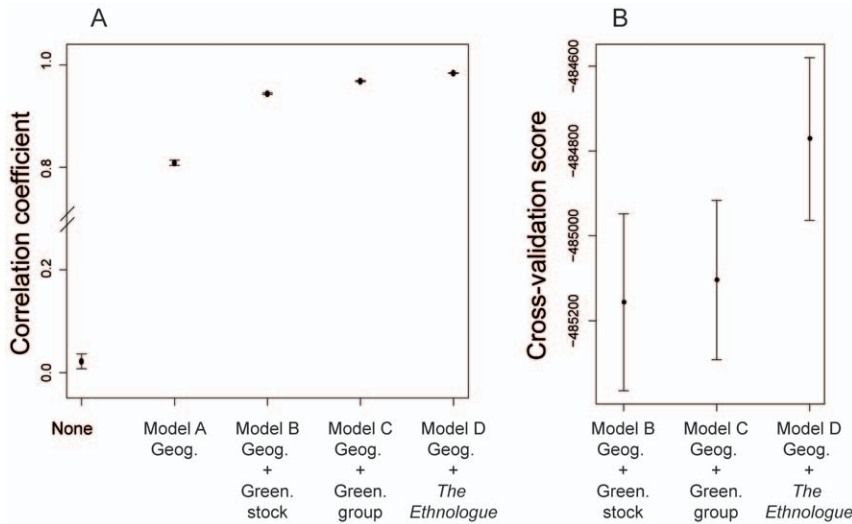 A
B
Correlation coefficient
1.0
0.8
0.2
0.0
None
Model A
Geog.
Model B
Geog.
+
Green.
stock
Model C
Geog.
+
Green.
group
Model D
Geog.
+
The
Ethnologue
Cross-validation score
−484600
−484800
−485000
−485200
Model B
Geog.
+
Green.
stock
Model C
Geog.
+
Green.
group
Model D
Geog.
+
The
Ethnologue